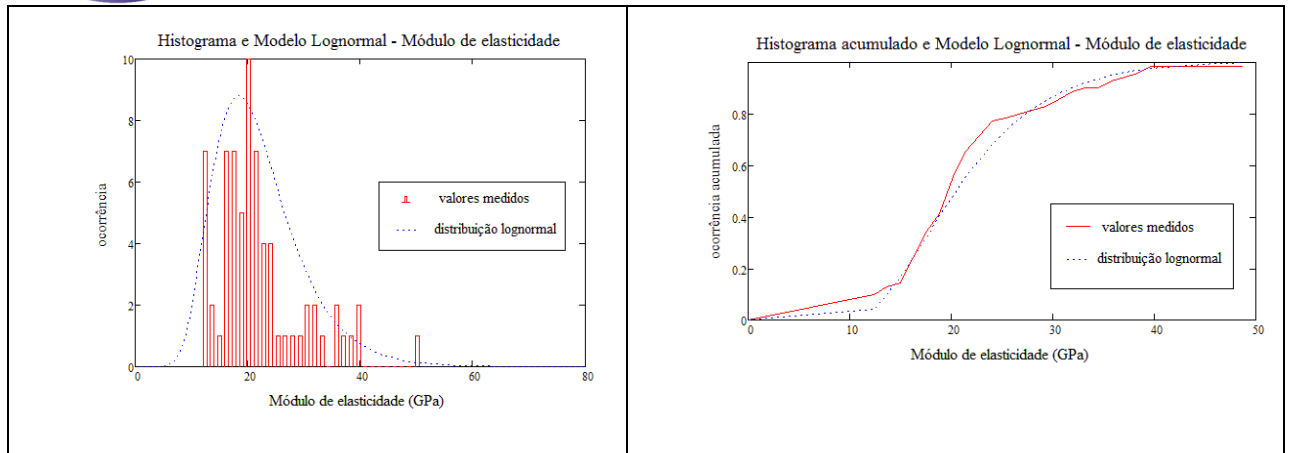 Histograma e Modelo Lognormal - Módulo de elasticidade
10
8
6
4
2
0
ocorrência
valores medidos
distribuição lognormal
0
20
40
60
80
Módulo de elasticidade (GPa)
Histograma acumulado e Modelo Lognormal - Módulo de elasticidade
0.8
0.6
0.4
0.2
0
ocorrência acumulada
valores medidos
distribuição lognormal
0
10
20
30
40
50
Módulo de elasticidade (GPa)